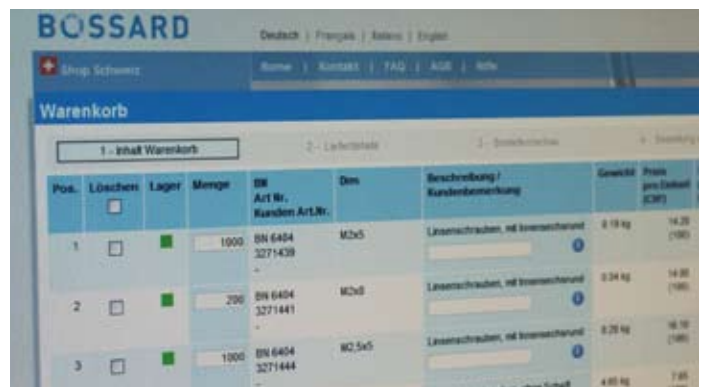 BOSSARD
Deutsch | Français | Italiano | English
Shop Schweiz
Home | Kontakt | FAQ | AGB | Hilfe
Warenkorb
1 - Inhalt Warenkorb
2 - Lieferdetails
Pos. Löschen Lager Menge BN Dim Beschreibung / Gewicht Preis
Art Nr. Kundenbemerkung pro Einheit
Kunden Art.Nr. (CHF)
1 1000 BN 6404 M2x5 Linsenschrauben, mit Innensechsrund 0.19 kg 14.20
3271439 (100)
-
2 200 BN 6404 M2x8 Linsenschrauben, mit Innensechsrund 0.04 kg
3271441 (100)
-
3 1000 BN 6404 M2,5x5 Linsenschrauben, mit Innensechsrund
3271444 (100)
-
4.65 kg 7.65